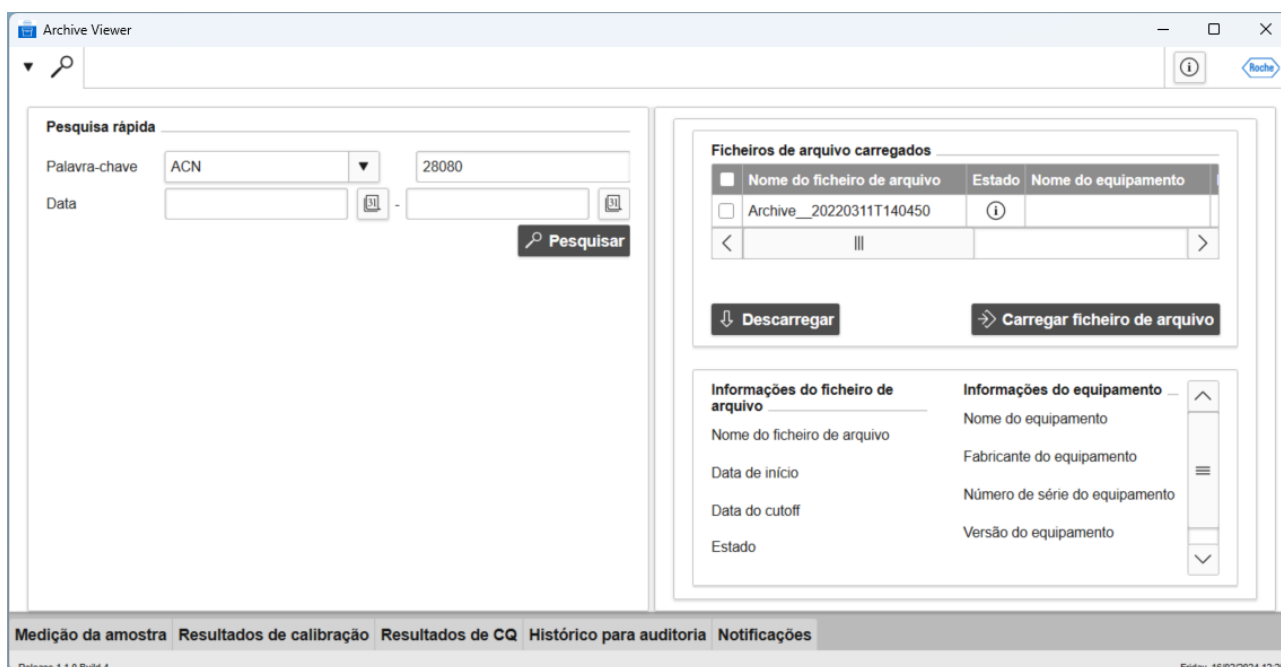 Archive Viewer
Roche
Pesquisa rápida
Palavra-chave ACN 28080
Data 31 - 31
Pesquisar
Ficheiros de arquivo carregados
Nome do ficheiro de arquivo Estado Nome do equipamento
Archive__20220311T140450
Descarregar
Carregar ficheiro de arquivo
Informações do ficheiro de
arquivo
Nome do ficheiro de arquivo
Data de início
Data do cutoff
Estado
Informações do equipamento
Nome do equipamento
Fabricante do equipamento
Número de série do equipamento
Versão do equipamento
Medição da amostra Resultados de calibração Resultados de CQ Histórico para auditoria Notificações